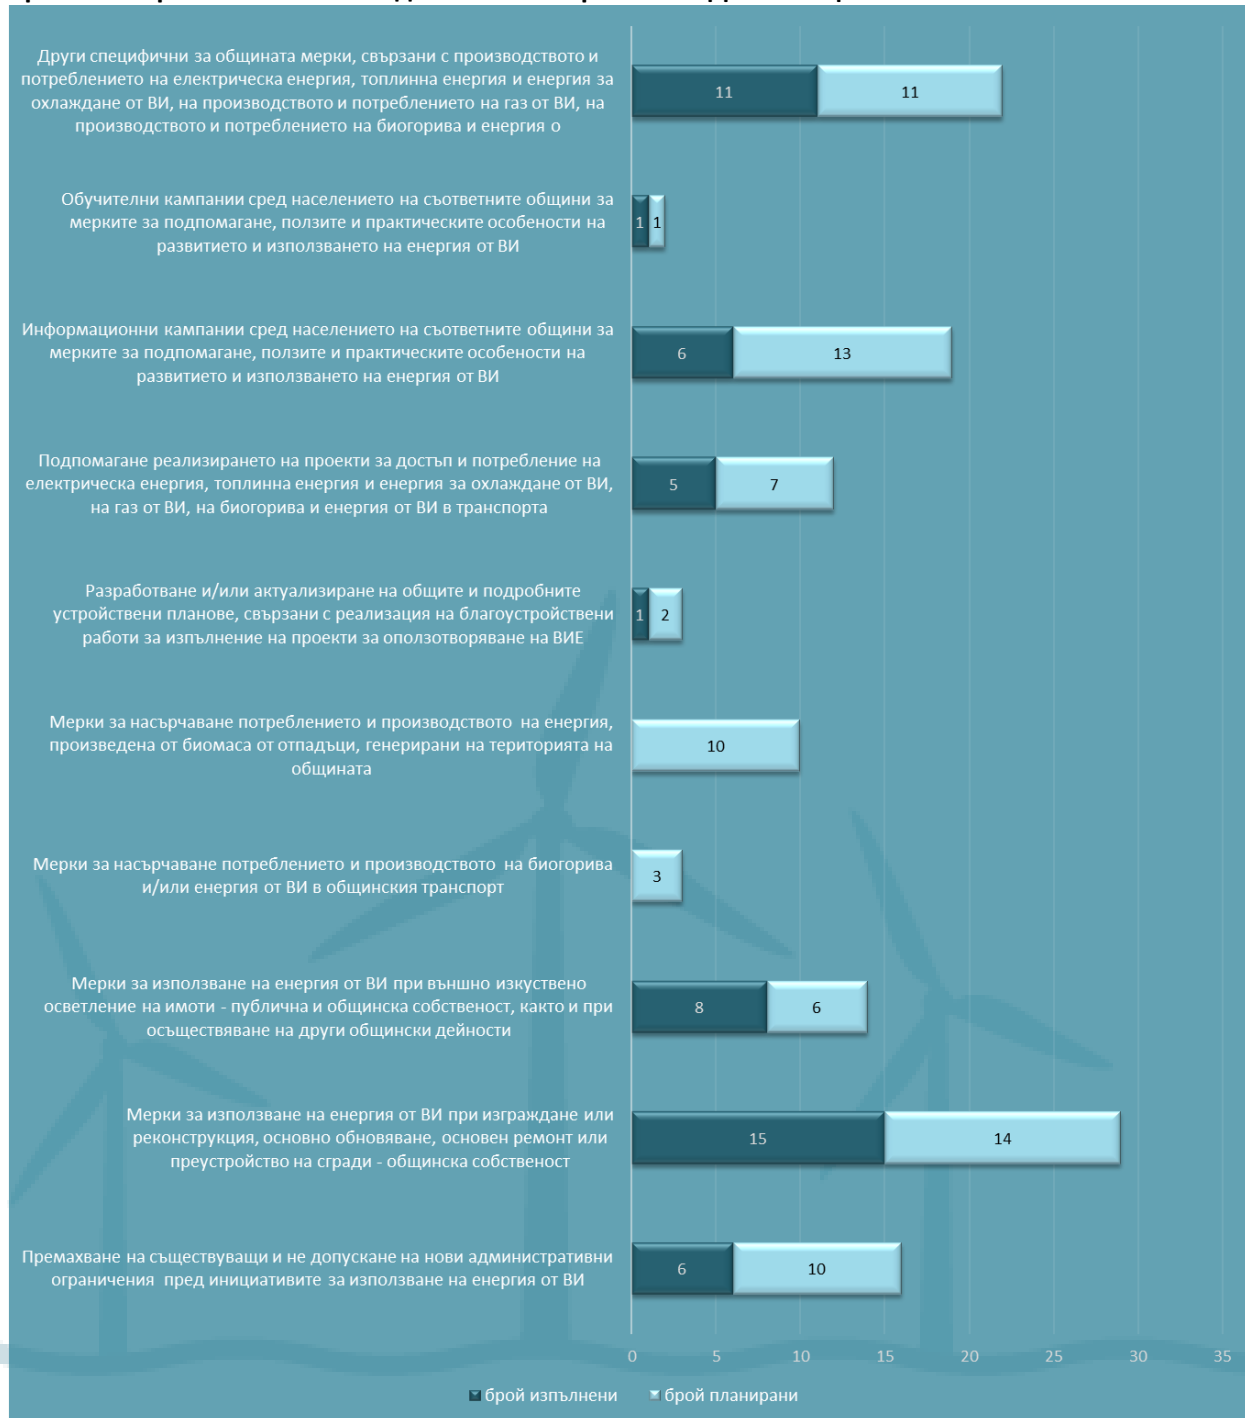 Други специфични за общината мерки, свързани с производството и
потреблението на електрическа енергия, топлинна енергия и енергия за
охлаждане от ВИ, на производството и потреблението на газ от ВИ, на
производството и потреблението на биогорива и енергия о
11 11
Обучителни кампании сред населението на съответните общини за
мерките за подпомагане, ползите и практическите особености на
развитието и използването на енергия от ВИ
1 1
Информационни кампании сред населението на съответните общини за
мерките за подпомагане, ползите и практическите особености на
развитието и използването на енергия от ВИ
6 13
Подпомагане реализирането на проекти за достъп и потребление на
електрическа енергия, топлинна енергия и енергия за охлаждане от ВИ,
на газ от ВИ, на биогорива и енергия от ВИ в транспорта
5 7
Разработване и/или актуализиране на общите и подробните
устройствени планове, свързани с реализация на благоустройствени
работи за изпълнение на проекти за оползотворяване на ВИЕ
1 2
Мерки за насърчаване потреблението и производството на енергия,
произведена от биомаса от отпадъци, генерирани на територията на
общината
10
Мерки за насърчаване потреблението и производството на биогорива
и/или енергия от ВИ в общинския транспорт
3
Мерки за използване на енергия от ВИ при външно изкуствено
осветление на имоти - публична и общинска собственост, както и при
осъществяване на други общински дейности
8 6
Мерки за използване на енергия от ВИ при изграждане или
реконструкция, основно обновяване, основен ремонт или
преустройство на сгради - общинска собственост
15 14
Премахване на съществуващи и не допускане на нови административни
ограничения пред инициативите за използване на енергия от ВИ
6 10
0 5 10 15 20 25 30 35
брой изпълнени брой планирани